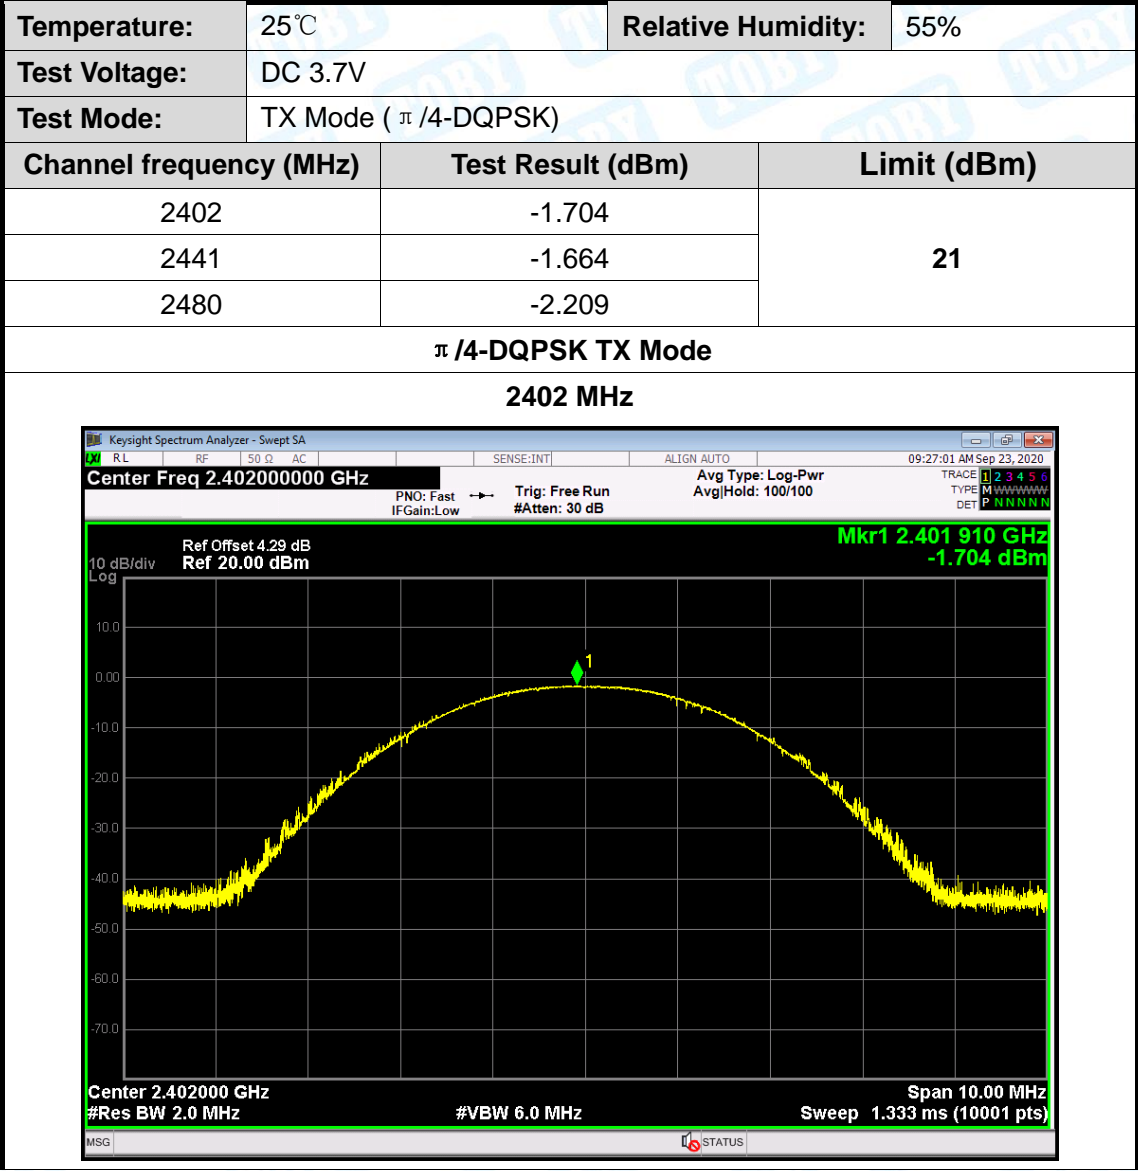 Temperature: 25℃ Relative Humidity: 55%
Test Voltage: DC 3.7V
Test Mode: TX Mode ( π /4-DQPSK)
Channel frequency (MHz) Test Result (dBm) Limit (dBm)
2402 -1.704
2441 -1.664 21
2480 -2.209
π /4-DQPSK TX Mode
2402 MHz
Keysight Spectrum Analyzer - Swept SA
LXI RL RF 50 Ω AC SENSE:INT ALIGN AUTO 09:27:01 AM Sep 23, 2020
Center Freq 2.402000000 GHz Avg Type: Log-Pwr TRACE 1 2 3 4 5 6
PNO: Fast Trig: Free Run Avg|Hold: 100/100 TYPE M WWWWW
IFGain:Low #Atten: 30 dB DET P N N N N N
Mkr1 2.401 910 GHz
Ref Offset 4.29 dB
10 dB/div Ref 20.00 dBm -1.704 dBm
Log
10.0
1
0.00
-10.0
-20.0
-30.0
-40.0
-50.0
-60.0
-70.0
Center 2.402000 GHz Span 10.00 MHz
#Res BW 2.0 MHz #VBW 6.0 MHz Sweep 1.333 ms (10001 pts)
MSG STATUS
TOBY
TOBY
TOBY
TOBY